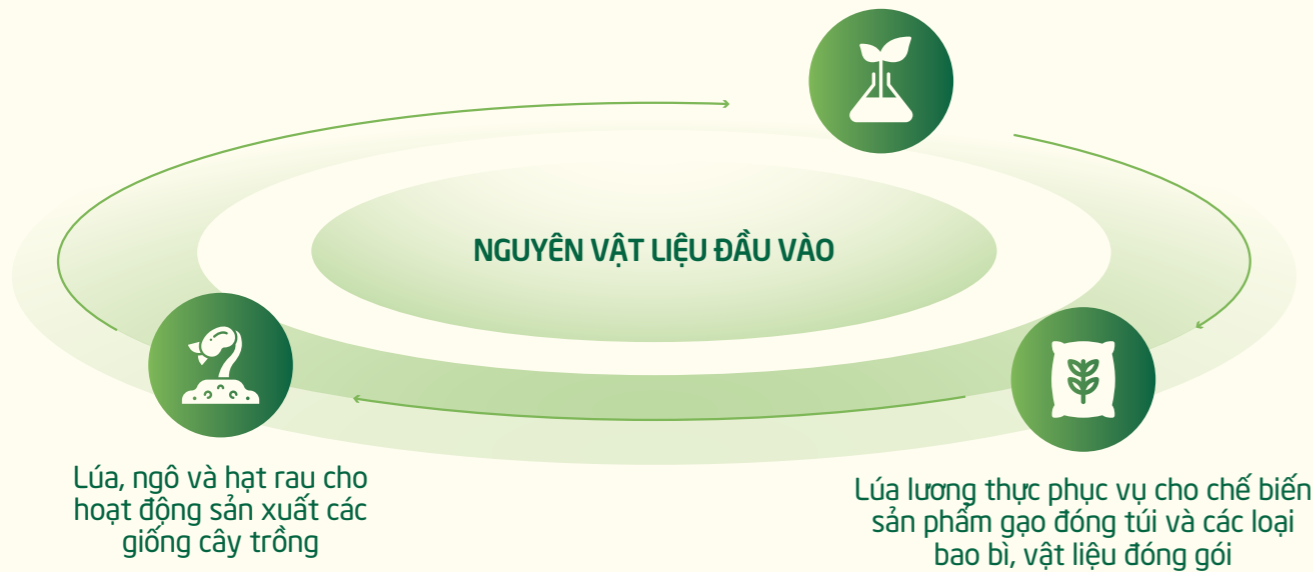 NGUYÊN VẬT LIỆU ĐẦU VÀO
Lúa, ngô và hạt rau cho
hoạt động sản xuất các
giống cây trồng
Lúa lương thực phục vụ cho chế biến
sản phẩm gạo đóng túi và các loại
bao bì, vật liệu đóng gói